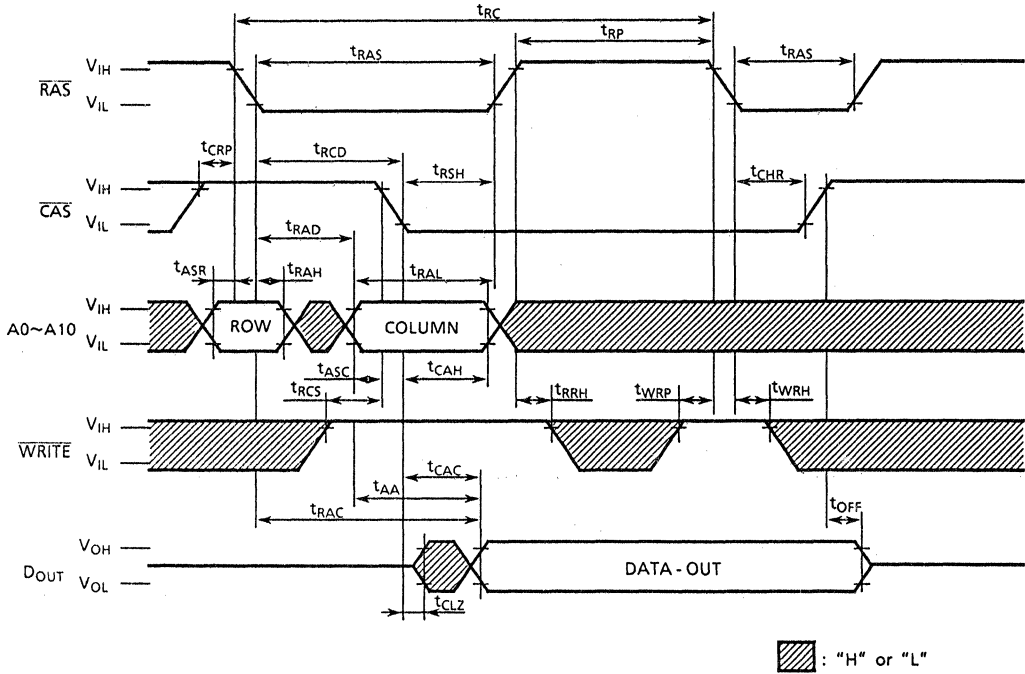 tRC
tRP
tRAS
tRAS
VIH
RAS
VIL
tCRP
tRCD
tRSH
tCHR
VIH
CAS
VIL
tRAD
tASR
tRAH
tRAL
VIH
A0~A10
ROW
COLUMN
VIL
tASC
tCAH
tRCS
tRRH
tWRP
tWRH
VIH
WRITE
VIL
tCAC
tAA
tRAC
tOFF
VOH
DOUT
DATA-OUT
VOL
tCLZ
: "H" or "L"